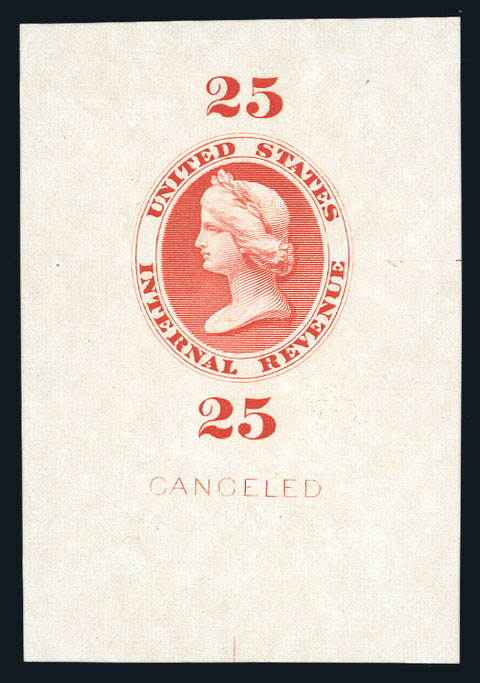 25
UNITED STATES
INTERNAL REVENUE
25
CANCELED